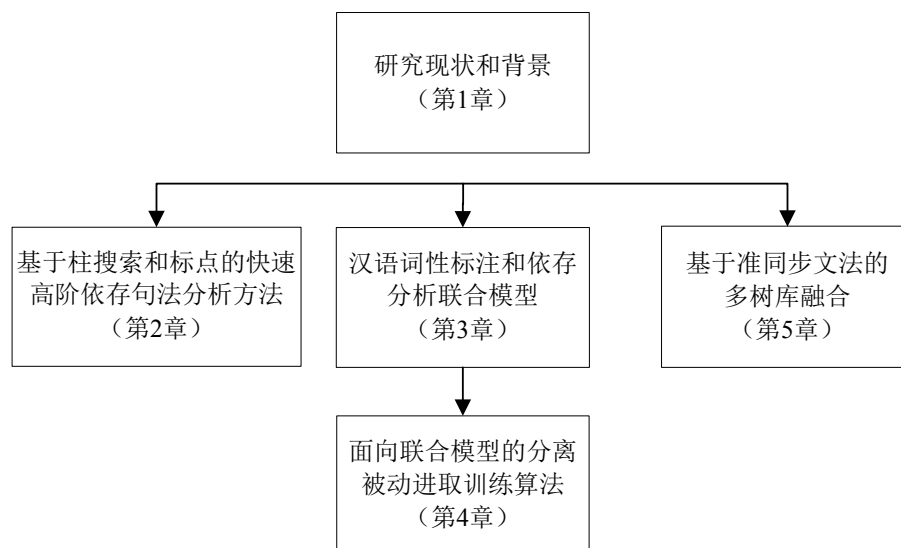 研究现状和背景
（第1章）
基于柱搜索和标点的快速
高阶依存句法分析方法
（第2章）
汉语词性标注和依存
分析联合模型
（第3章）
基于准同步文法的
多树库融合
（第5章）
面向联合模型的分离
被动进取训练算法
（第4章）